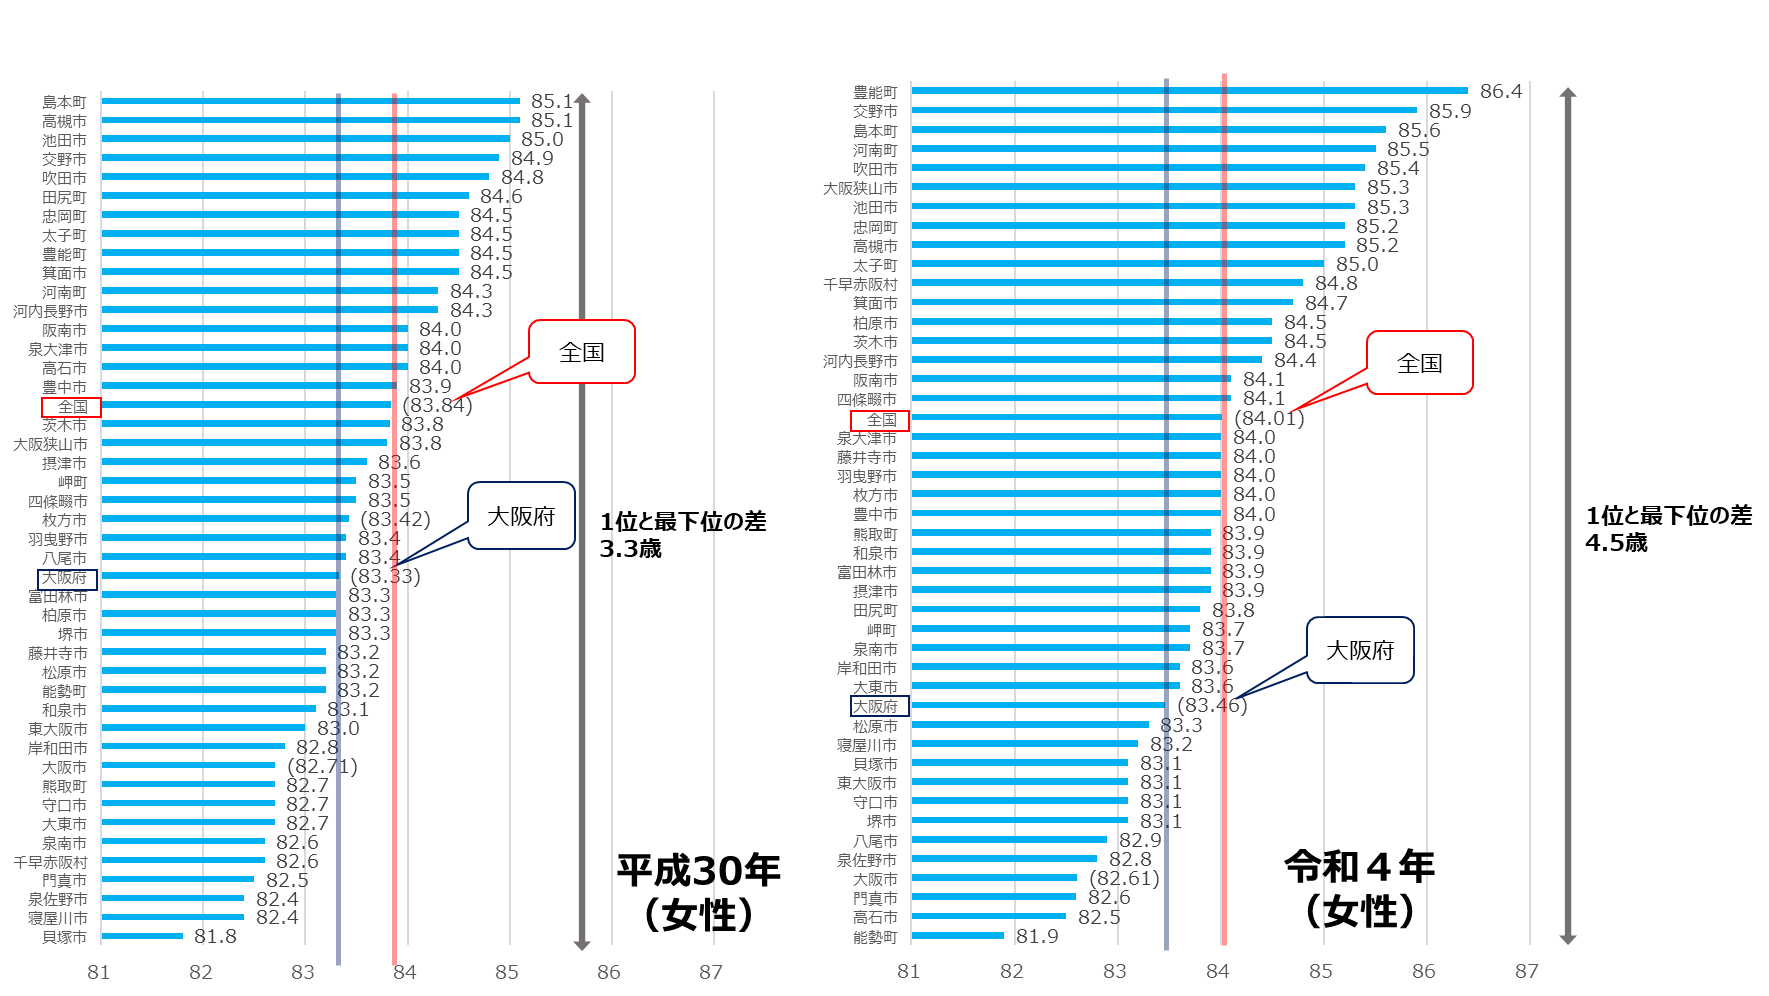 島本町 85.1
高槻市 85.1
池田市 85.0
交野市 84.9
吹田市 84.8
田尻町 84.6
忠岡町 84.5
太子町 84.5
豊能町 84.5
箕面市 84.5
河南町 84.3
河内長野市 84.3
阪南市 84.0
泉大津市 84.0
高石市 84.0
豊中市 83.9
全国 (83.84)
茨木市 83.8
大阪狭山市 83.8
摂津市 83.6
岬町 83.5
四條畷市 83.5
枚方市 (83.42)
羽曳野市 83.4
八尾市 83.4
大阪府 (83.33)
富田林市 83.3
柏原市 83.3
堺市 83.3
藤井寺市 83.2
松原市 83.2
能勢町 83.2
和泉市 83.1
東大阪市 83.0
岸和田市 82.8
大阪市 (82.71)
熊取町 82.7
守口市 82.7
大東市 82.7
泉南市 82.6
千早赤阪村 82.6
門真市 82.5
泉佐野市 82.4
寝屋川市 82.4
貝塚市 81.8
81 82 83 84 85 86 87
全国
大阪府
1位と最下位の差
3.3歳
平成30年
（女性）
豊能町 86.4
交野市 85.9
島本町 85.6
河南町 85.5
吹田市 85.4
大阪狭山市 85.3
池田市 85.3
忠岡町 85.2
高槻市 85.2
太子町 85.0
千早赤阪村 84.8
箕面市 84.7
柏原市 84.5
茨木市 84.5
河内長野市 84.4
阪南市 84.1
四條畷市 84.1
全国 (84.01)
泉大津市 84.0
藤井寺市 84.0
羽曳野市 84.0
枚方市 84.0
豊中市 84.0
熊取町 83.9
和泉市 83.9
富田林市 83.9
摂津市 83.9
田尻町 83.8
岬町 83.7
泉南市 83.7
岸和田市 83.6
大東市 83.6
大阪府 (83.46)
松原市 83.3
寝屋川市 83.2
貝塚市 83.1
東大阪市 83.1
守口市 83.1
堺市 83.1
八尾市 82.9
泉佐野市 82.8
大阪市 (82.61)
門真市 82.6
高石市 82.5
能勢町 81.9
81 82 83 84 85 86 87
全国
大阪府
1位と最下位の差
4.5歳
令和４年
（女性）